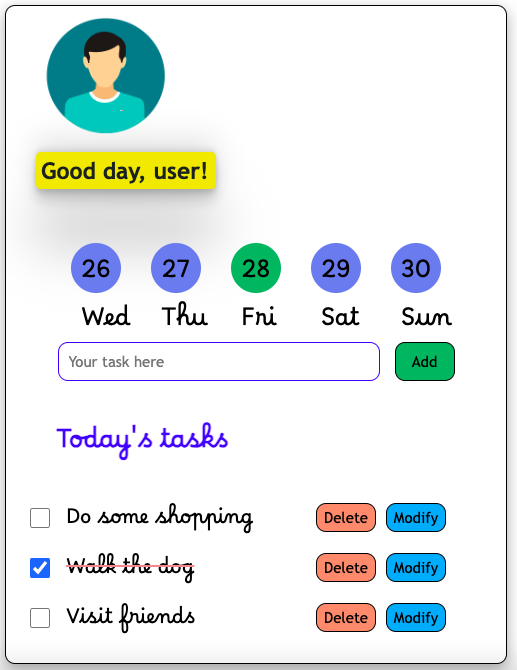 Good day, user!
26 27 28 29 30
Wed Thu Fri Sat Sun
Your task here Add
Today's tasks
Do some shopping Delete Modify
Walk the dog Delete Modify
Visit friends Delete Modify